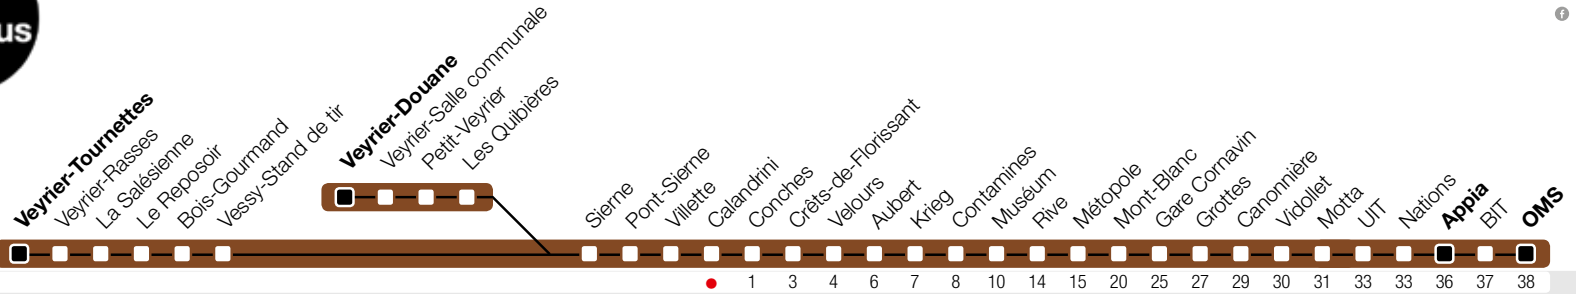 us
f
Veyrier-Tournettes
Veyrier-Rasses
La Salésienne
Le Reposoir
Bois-Gourmand
Vessy-Stand de tir
Veyrier-Douane
Veyrier-Salle communale
Petit-Veyrier
Les Quibières
Sierne
Pont-Sierne
Villette
Calandrini
Conches
Crêts-de-Florissant
Velours
Aubert
Krieg
Contamines
Muséum
Rive
Métopole
Mont-Blanc
Gare Cornavin
Grottes
Canonnière
Vidollet
Motta
UIT
Nations
Appia
BIT
OMS
1 3 4 6 7 8 10 14 15 20 25 27 29 30 31 33 33 36 37 38